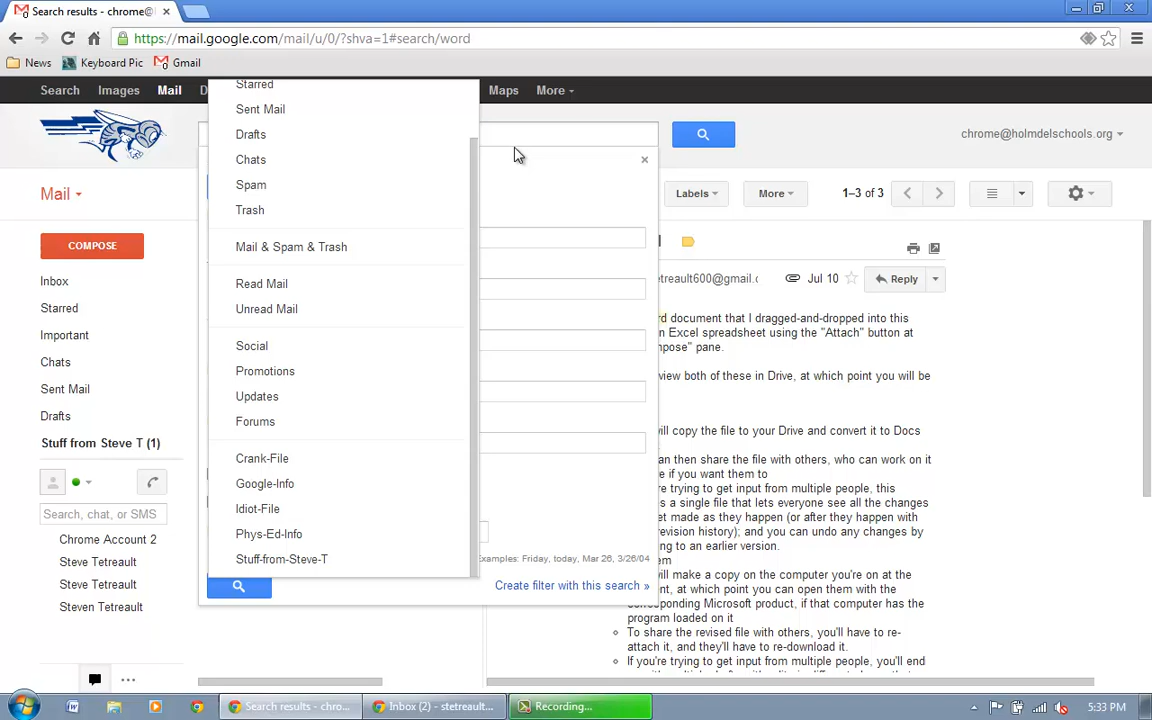 Search results - chrome@
https://mail.google.com/mail/u/0/?shva=1#search/word
News
Keyboard Pic
Gmail
Search Images Mail D Maps More
chrome@holmdelschools.org
Starred
Sent Mail
Drafts
Chats
Spam
Trash
Mail & Spam & Trash
Read Mail
Unread Mail
Social
Promotions
Updates
Forums
Crank-File
Google-Info
Idiot-File
Phys-Ed-Info
Stuff-from-Steve-T
Examples: Friday, today, Mar 26, 3/26/04
Create filter with this search »
Mail
Labels More 1–3 of 3
COMPOSE
Inbox
Starred
Important
Chats
Sent Mail
Drafts
Stuff from Steve T (1)
Search, chat, or SMS
Chrome Account 2
Steve Tetreault
Steve Tetreault
Steven Tetreault
etreault600@gmail.c Jul 10 Reply
rd document that I dragged-and-dropped into this
n Excel spreadsheet using the "Attach" button at
pose" pane.
view both of these in Drive, at which point you will be
will copy the file to your Drive and convert it to Docs
an then share the file with others, who can work on it
e if you want them to
're trying to get input from multiple people, this
es a single file that lets everyone see all the changes
et made as they happen (or after they happen with
revision history); and you can undo any changes by
ng to an earlier version.
em
will make a copy on the computer you're on at the
ent, at which point you can open them with the
sponding Microsoft product, if that computer has the
program loaded on it
To share the revised file with others, you'll have to re-
attach it, and they'll have to re-download it.
If you're trying to get input from multiple people, you'll end
Search results - chro...
Inbox (2) - stetreault...
Recording...
5:33 PM